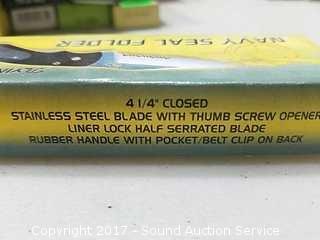 NAVY SEAL FOLDER
4 1/4" CLOSED
STAINLESS STEEL BLADE WITH THUMB SCREW OPENER
LINER LOCK HALF SERRATED BLADE
RUBBER HANDLE WITH POCKET/BELT CLIP ON BACK
Copyright 2017 - Sound Auction Service